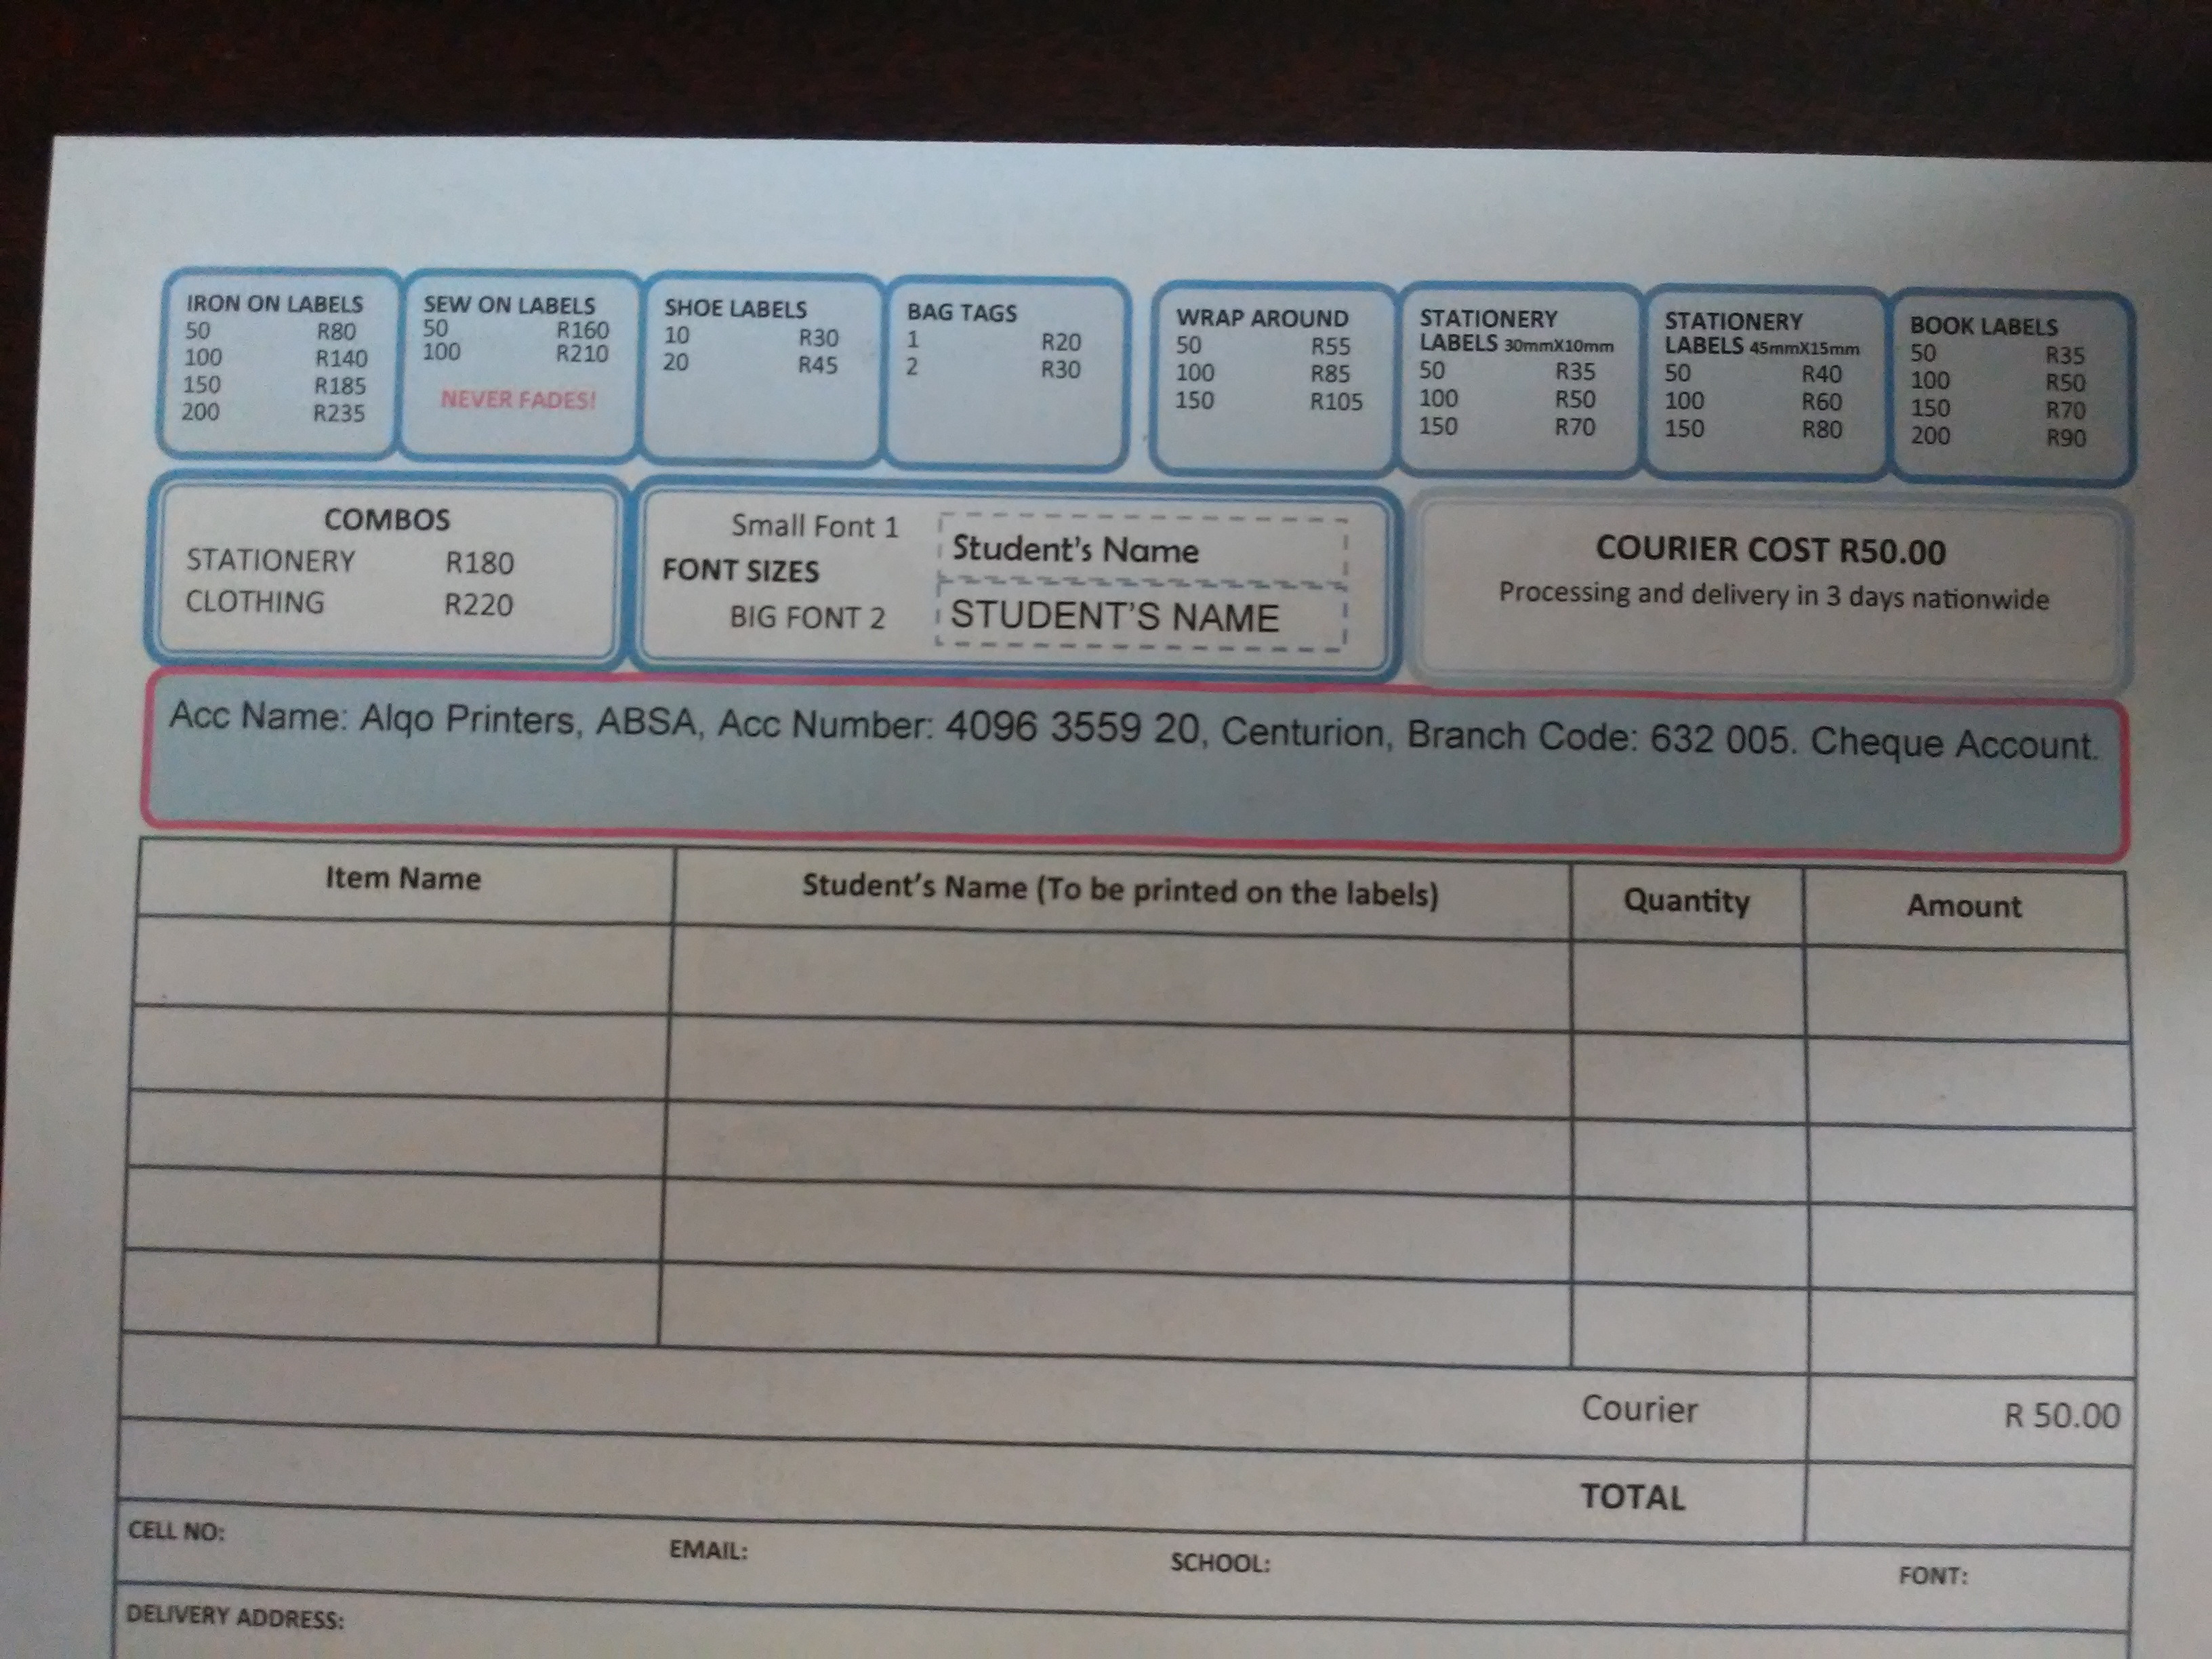 IRON ON LABELS
50 R80
100 R140
150 R185
200 R235
SEW ON LABELS
50 R160
100 R210
NEVER FADES!
SHOE LABELS
10 R30
20 R45
BAG TAGS
1 R20
2 R30
WRAP AROUND
50 R55
100 R85
150 R105
STATIONERY
LABELS 30mmX10mm
50 R35
100 R50
150 R70
STATIONERY
LABELS 45mmX15mm
50 R40
100 R60
150 R80
BOOK LABELS
50 R35
100 R50
150 R70
200 R90
COMBOS
STATIONERY R180
CLOTHING R220
Small Font 1 Student's Name
FONT SIZES
BIG FONT 2 STUDENT'S NAME
COURIER COST R50.00
Processing and delivery in 3 days nationwide
Acc Name: Alqo Printers, ABSA, Acc Number: 4096 3559 20, Centurion, Branch Code: 632 005. Cheque Account.
Item Name Student's Name (To be printed on the labels) Quantity Amount
Courier R 50.00
TOTAL
CELL NO: EMAIL: SCHOOL: FONT:
DELIVERY ADDRESS: